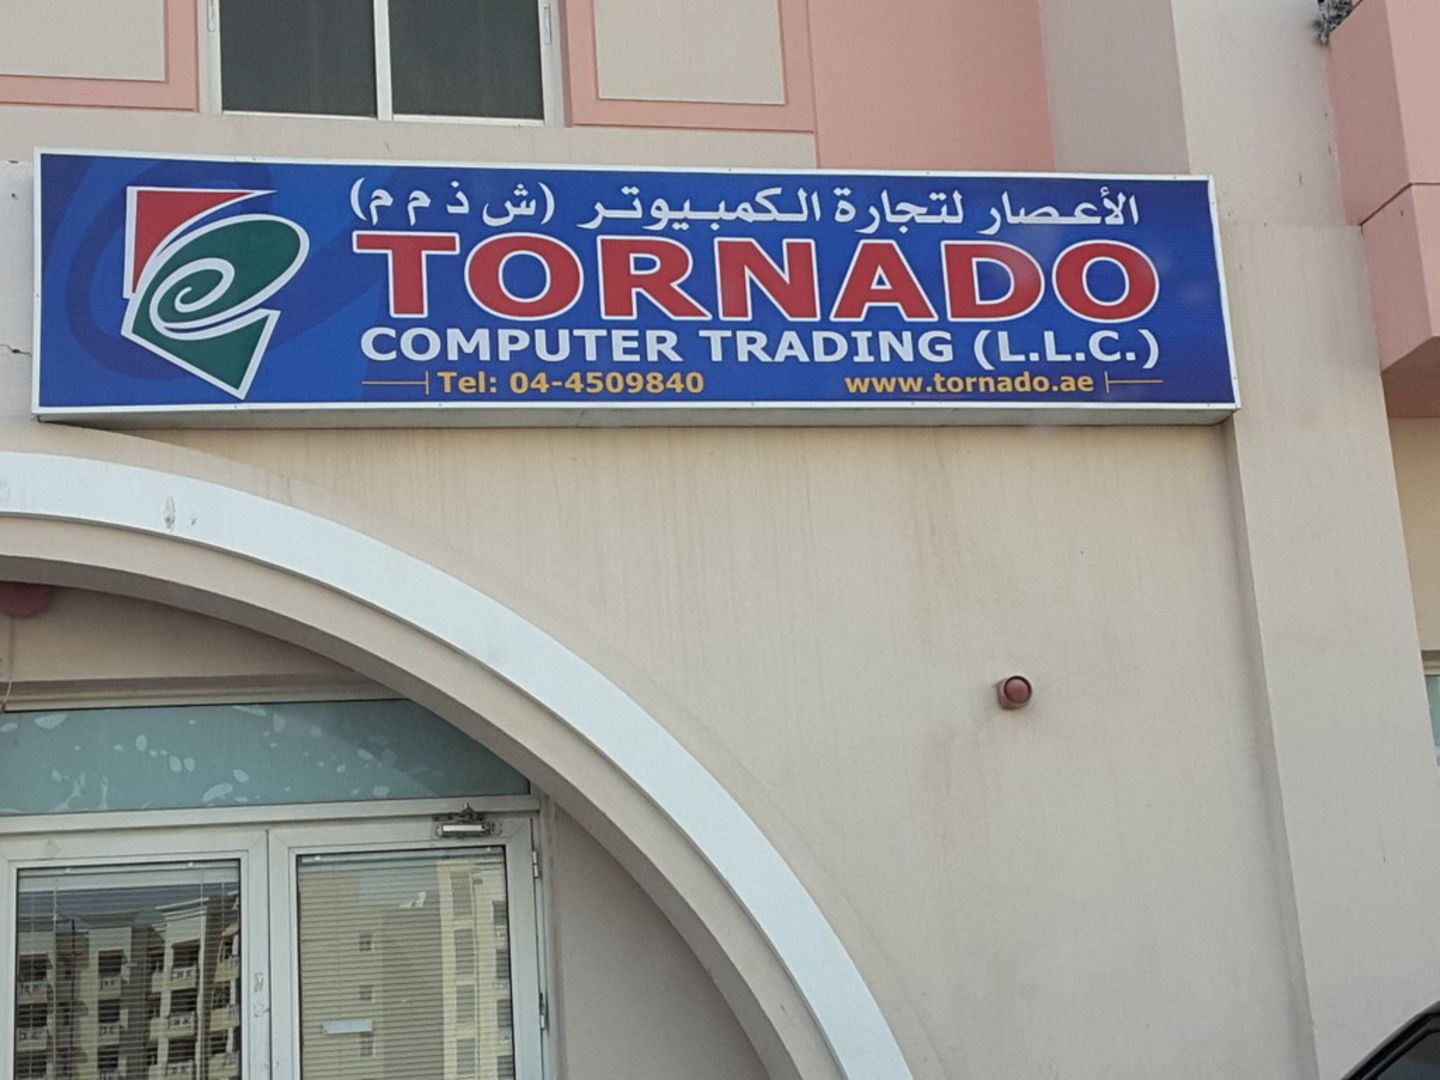 الأعصار لتجارة الكمبيوتر (ش ذ م م)
TORNADO
COMPUTER TRADING (L.L.C.)
Tel: 04-4509840 www.tornado.ae